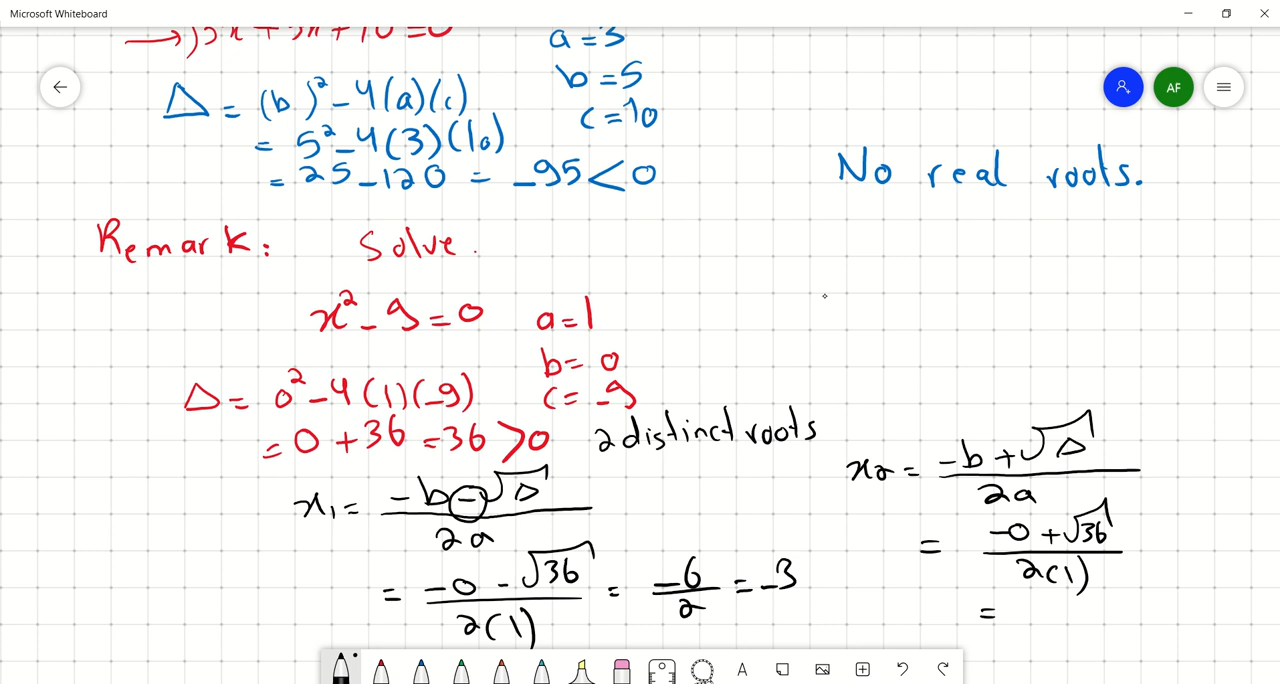 Microsoft Whiteboard
AF
a = 3
b = 5
c = 10
Δ = (b)² - 4(a)(c)
= 5² - 4(3)(10)
= 25 - 120 = -95 < 0
No real roots.
Remark: Solve.
x² - 9 = 0
a = 1
b = 0
c = -9
Δ = 0² - 4(1)(-9)
= 0 + 36 = 36 > 0
2 distinct roots
x₁ = (-b - √Δ) / 2a
= (-0 - √36) / 2(1) = -6 / 2 = -3
x₂ = (-b + √Δ) / 2a
= (-0 + √36) / 2(1)
=
A